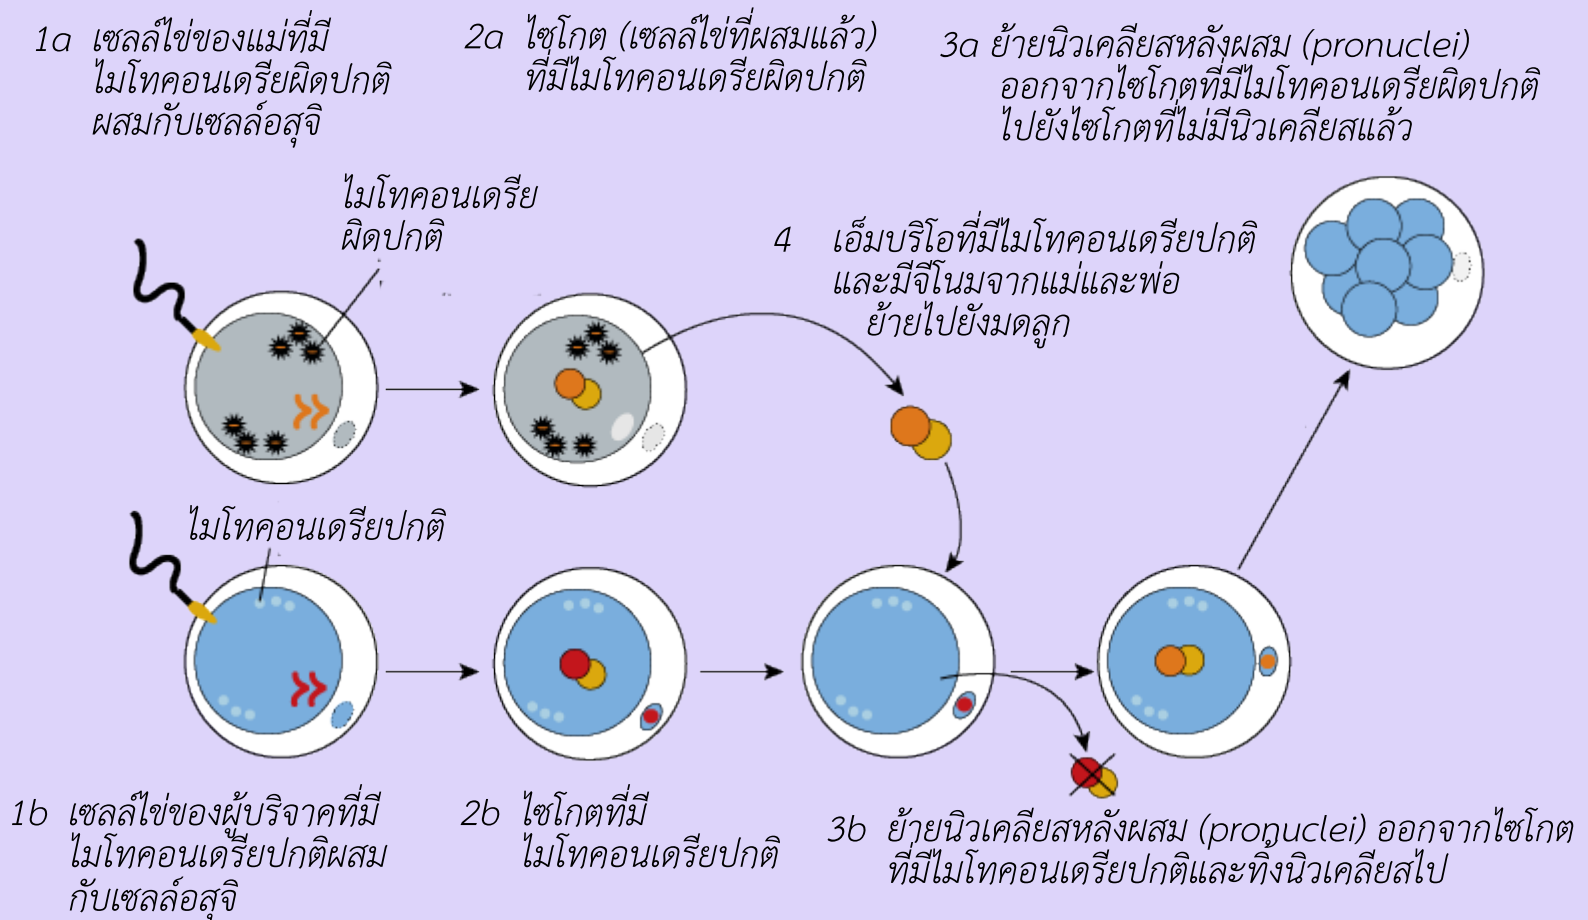 1a เซลล์ไข่ของแม่ที่มี
ไมโทคอนเดรียผิดปกติ
ผสมกับเซลล์อสุจิ
2a ไซโกต (เซลล์ไข่ที่ผสมแล้ว)
ที่มีไมโทคอนเดรียผิดปกติ
3a ย้ายนิวเคลียสหลังผสม (pronuclei)
ออกจากไซโกตที่มีไมโทคอนเดรียผิดปกติ
ไปยังไซโกตที่ไม่มีนิวเคลียสแล้ว
ไมโทคอนเดรีย
ผิดปกติ
4 เอ็มบริโอที่มีไมโทคอนเดรียปกติ
และมีจีโนมจากแม่และพ่อ
ย้ายไปยังมดลูก
ไมโทคอนเดรียปกติ
1b เซลล์ไข่ของผู้บริจาคที่มี
ไมโทคอนเดรียปกติผสม
กับเซลล์อสุจิ
2b ไซโกตที่มี
ไมโทคอนเดรียปกติ
3b ย้ายนิวเคลียสหลังผสม (pronuclei) ออกจากไซโกต
ที่มีไมโทคอนเดรียปกติและทิ้งนิวเคลียสไป